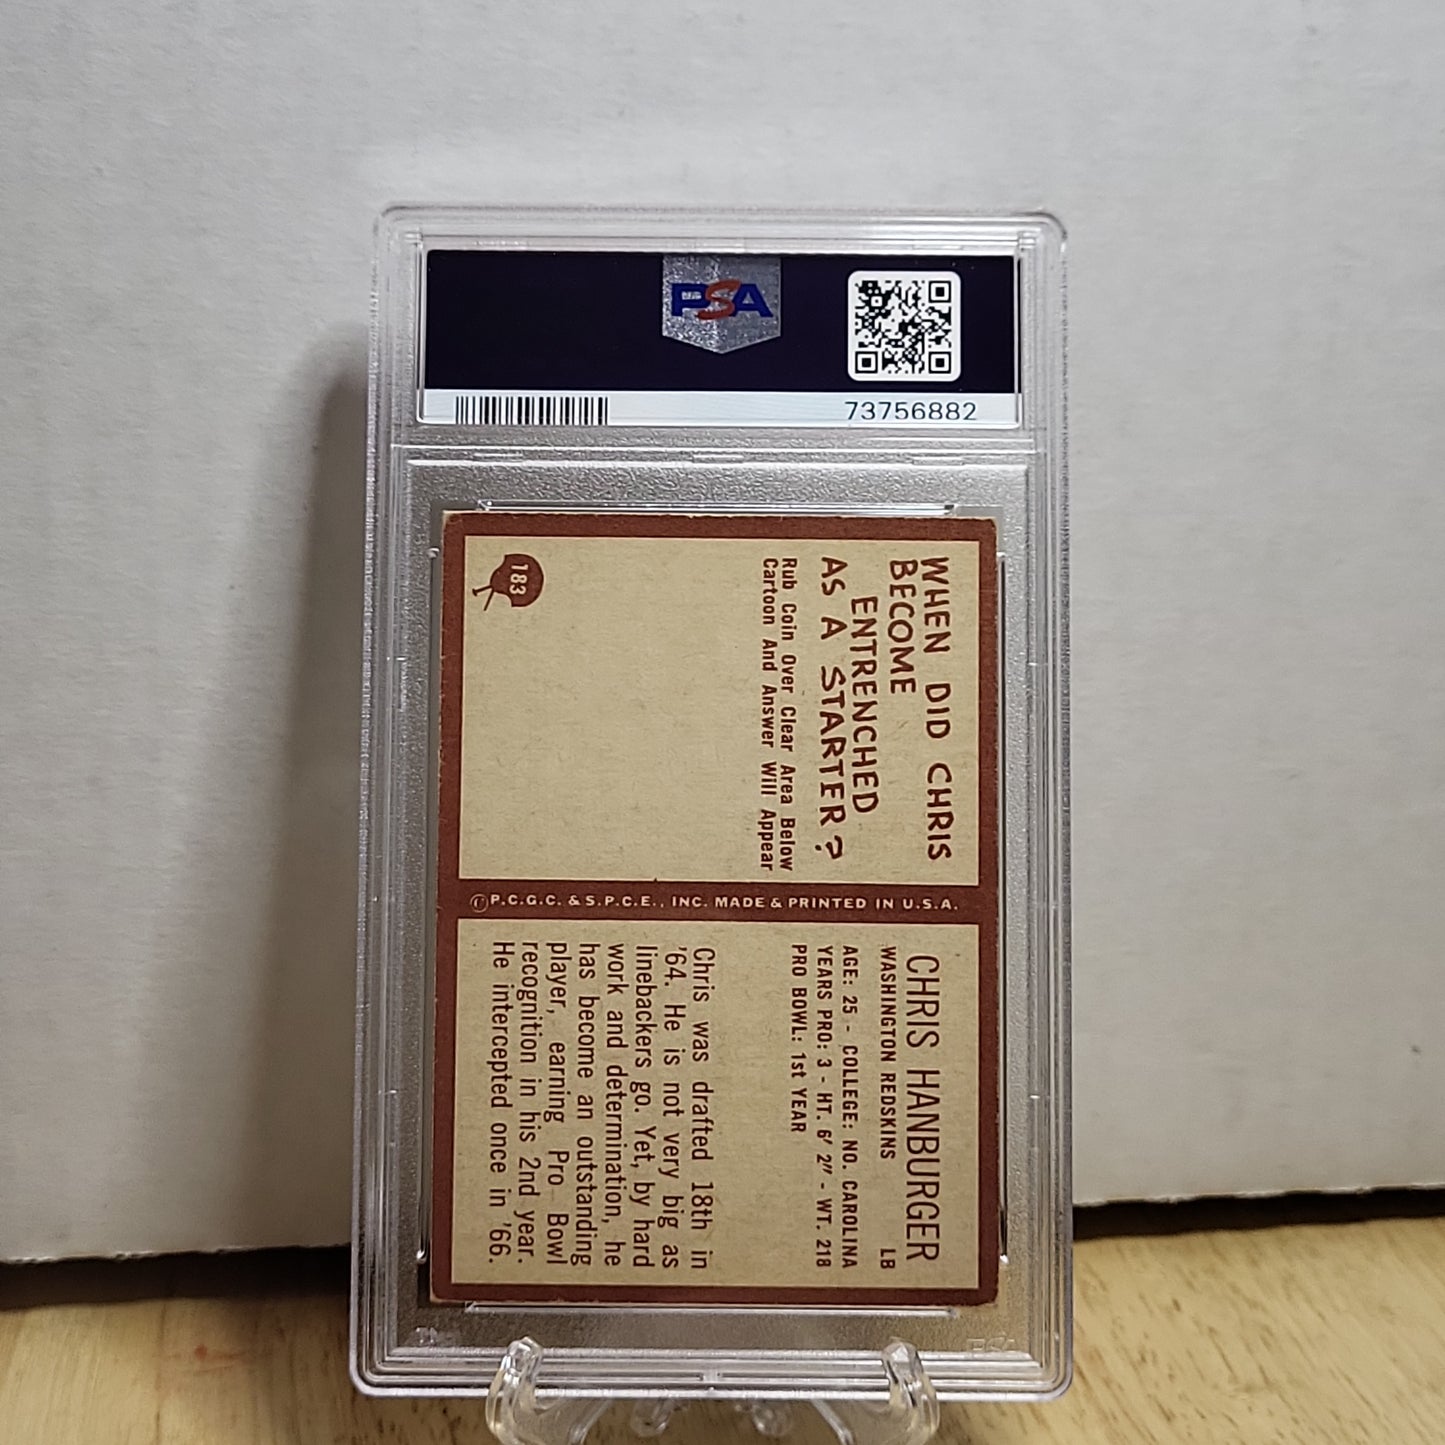 PSA
73756882
WHEN DID CHRIS
BECOME
ENTRENCHED
AS A STARTER?
Rub Coin Over Clear Area Below
Cartoon And Answer Will Appear
183
© P.C.G.C. & S.P.C.E., INC. MADE & PRINTED IN U.S.A.
CHRIS HANBURGER
WASHINGTON REDSKINS LB
AGE: 25 - COLLEGE: NO. CAROLINA
YEARS PRO: 3 - HT. 6' 2" - WT. 218
PRO BOWL: 1st YEAR
Chris was drafted 18th in
'64. He is not very big as
linebackers go. Yet, by hard
work and determination, he
has become an outstanding
player, earning Pro Bowl
recognition in his 2nd year.
He intercepted once in '66.
PSA